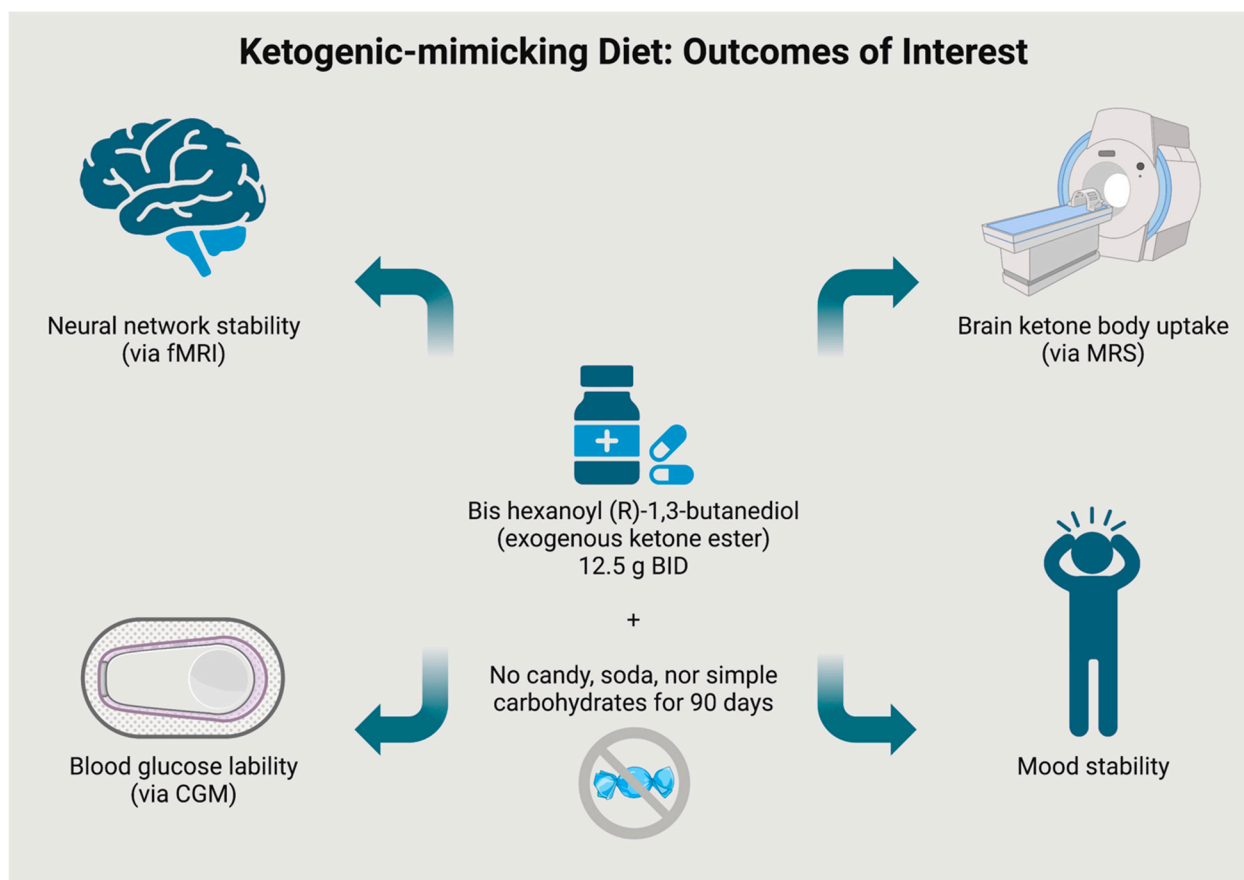 Ketogenic-mimicking Diet: Outcomes of Interest
Neural network stability
(via fMRI)
Brain ketone body uptake
(via MRS)
Bis hexanoyl (R)-1,3-butanediol
(exogenous ketone ester)
12.5 g BID
+
No candy, soda, nor simple
carbohydrates for 90 days
Blood glucose lability
(via CGM)
Mood stability